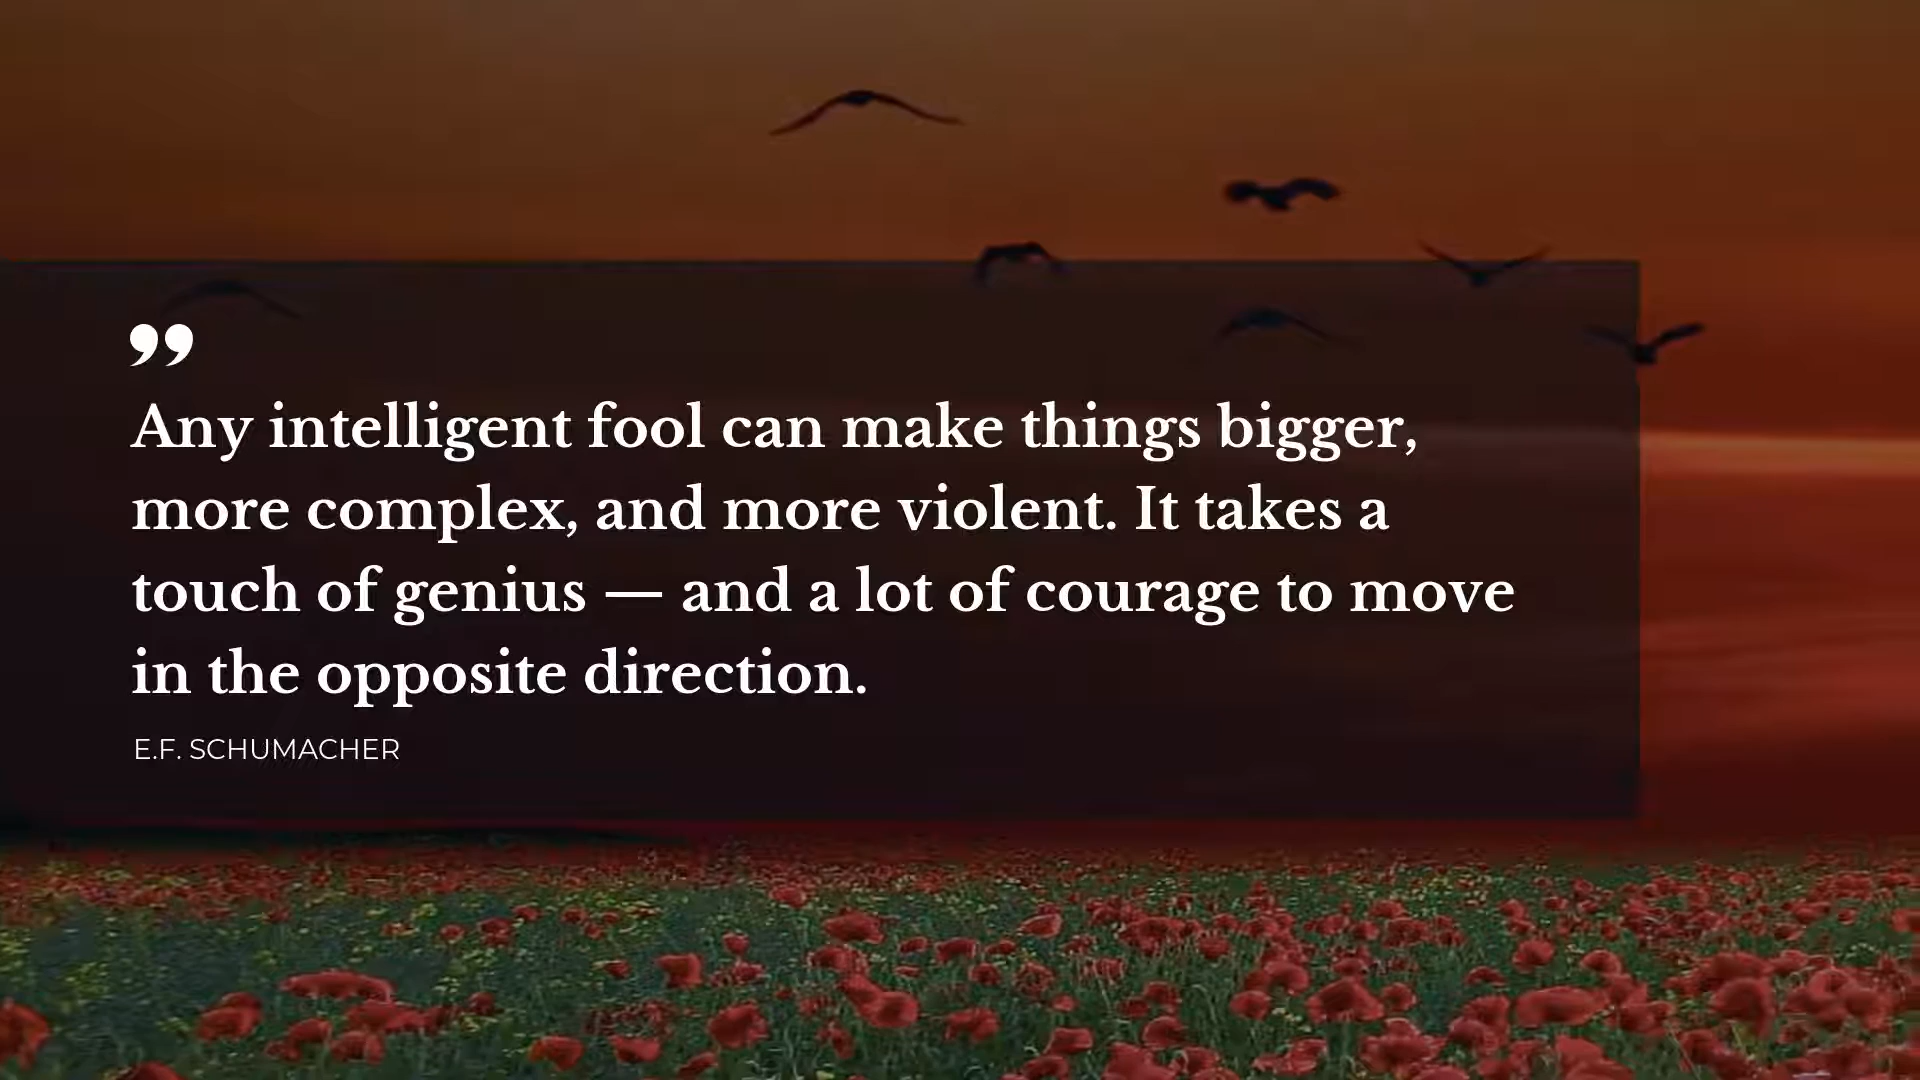 ”
Any intelligent fool can make things bigger,
more complex, and more violent. It takes a
touch of genius — and a lot of courage to move
in the opposite direction.
E.F. SCHUMACHER